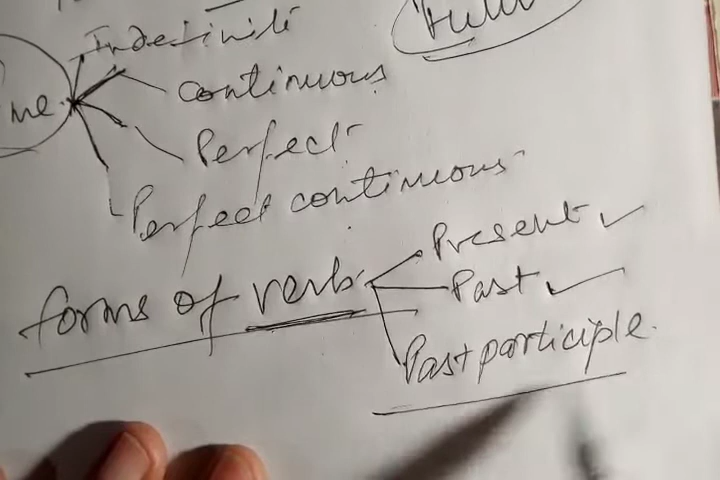 Indefinite
me.
continuous
Perfect
Perfect continuous
forms of verb
Present
Past
Past participle.